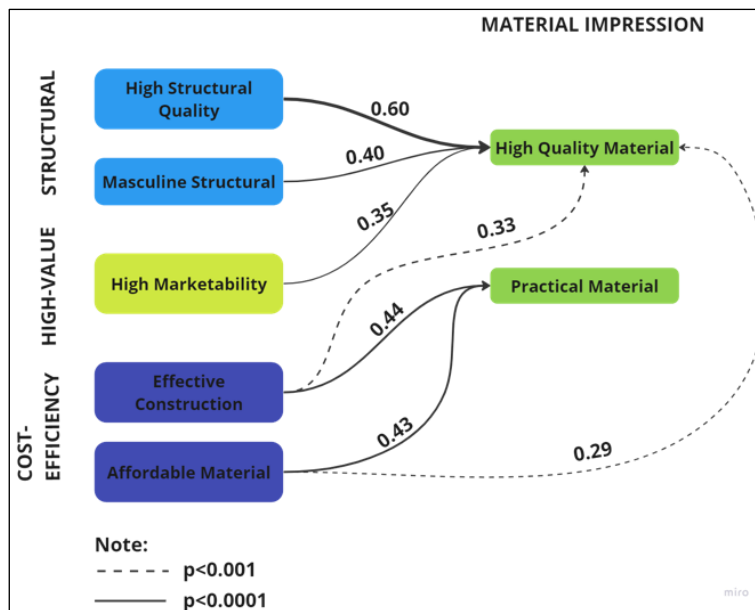 MATERIAL IMPRESSION
STRUCTURAL
High Structural
Quality
0.60
High Quality Material
Masculine Structural
0.40
0.35
HIGH-VALUE
High Marketability
0.33
Practical Material
0.44
COST-
EFFICIENCY
Effective
Construction
0.43
Affordable Material
0.29
Note:
p<0.001
p<0.0001
miro